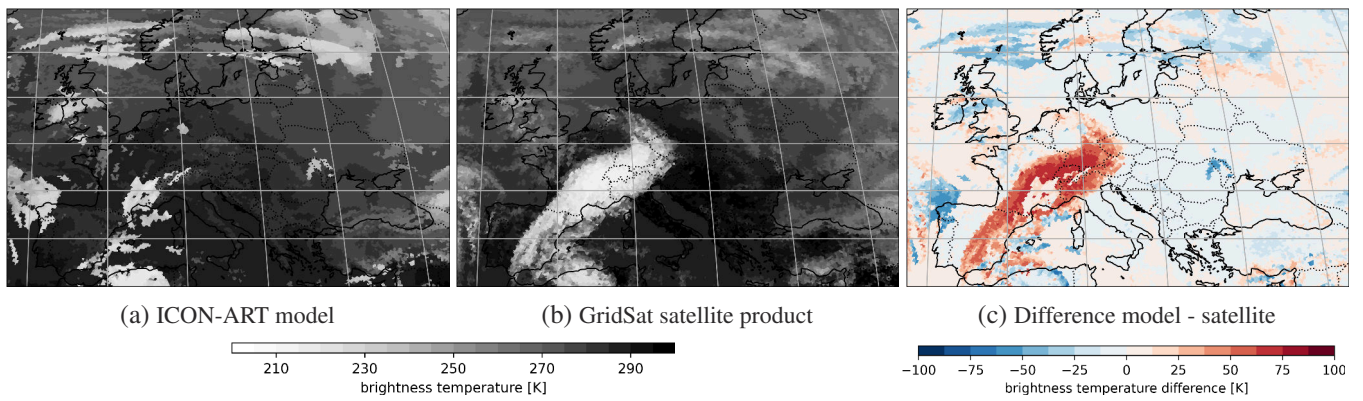 (a) ICON-ART model
(b) GridSat satellite product
(c) Difference model - satellite
210 230 250 270 290
brightness temperature [K]
−100 −75 −50 −25 0 25 50 75 100
brightness temperature difference [K]